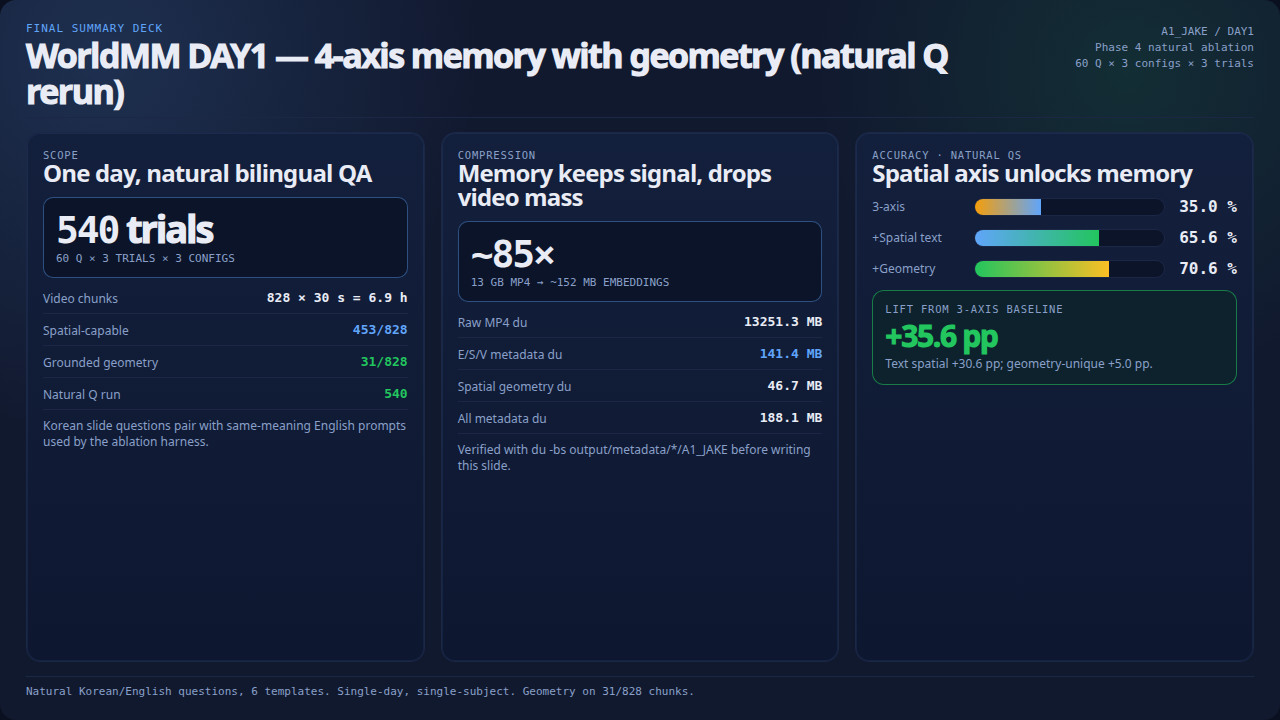 FINAL SUMMARY DECK
WorldMM DAY1 — 4-axis memory with geometry (natural Q
rerun)
A1_JAKE / DAY1
Phase 4 natural ablation
60 Q × 3 configs × 3 trials
SCOPE
One day, natural bilingual QA
540 trials
60 Q × 3 TRIALS × 3 CONFIGS
Video chunks 828 × 30 s = 6.9 h
Spatial-capable 453/828
Grounded geometry 31/828
Natural Q run 540
Korean slide questions pair with same-meaning English prompts
used by the ablation harness.
COMPRESSION
Memory keeps signal, drops
video mass
~85×
13 GB MP4 → ~152 MB EMBEDDINGS
Raw MP4 du 13251.3 MB
E/S/V metadata du 141.4 MB
Spatial geometry du 46.7 MB
All metadata du 188.1 MB
Verified with du -bs output/metadata/*/A1_JAKE before writing
this slide.
ACCURACY · NATURAL QS
Spatial axis unlocks memory
3-axis 35.0 %
+Spatial text 65.6 %
+Geometry 70.6 %
LIFT FROM 3-AXIS BASELINE
+35.6 pp
Text spatial +30.6 pp; geometry-unique +5.0 pp.
Natural Korean/English questions, 6 templates. Single-day, single-subject. Geometry on 31/828 chunks.